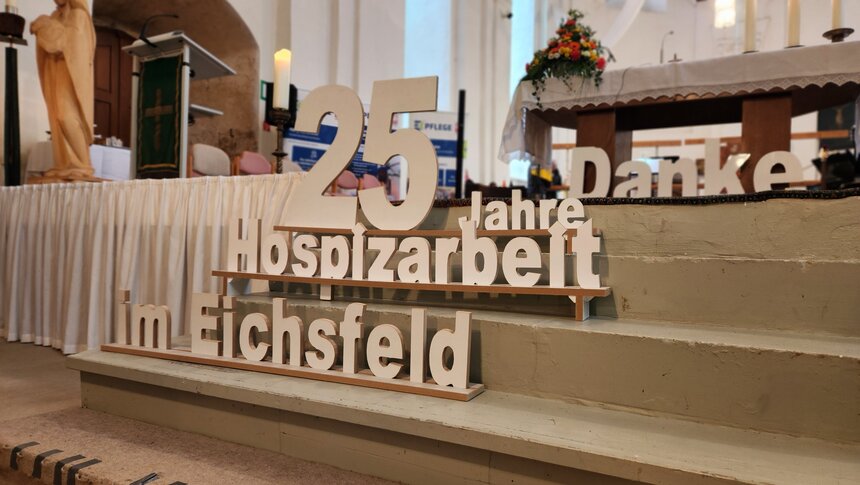 25
Jahre
Hospizarbeit
im Eichsfeld
Danke
PFLEGE